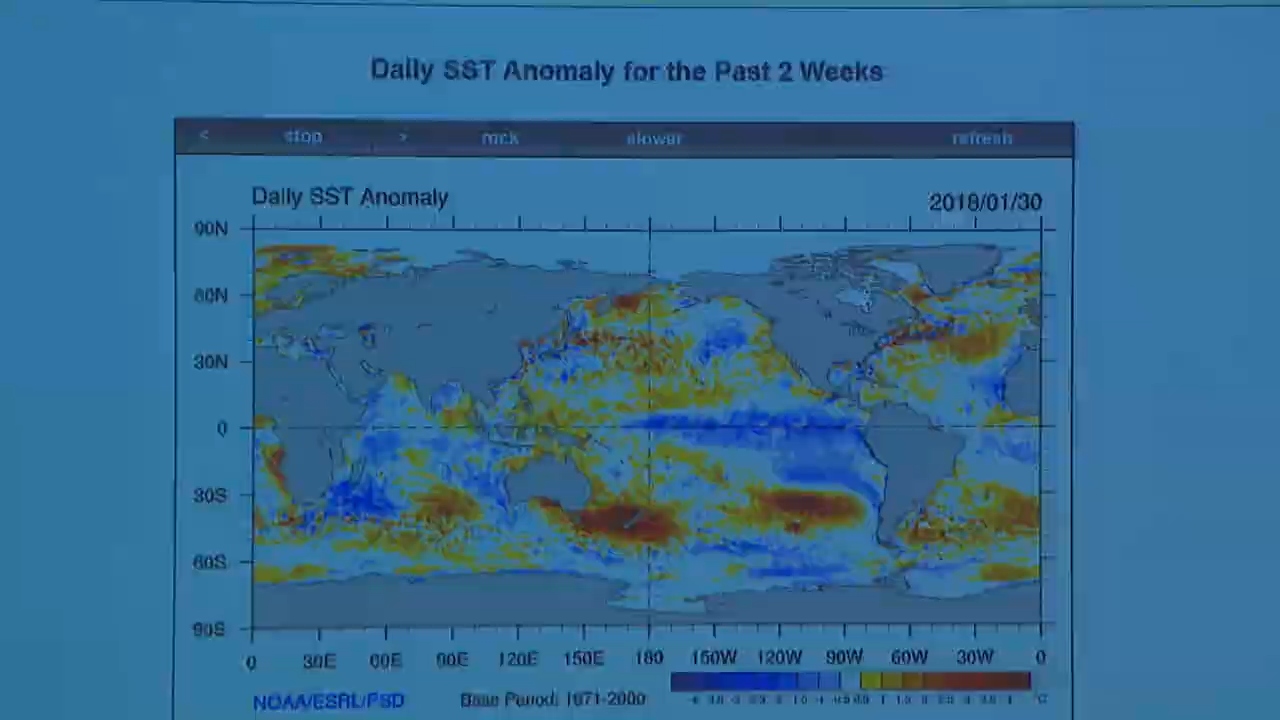 Daily SST Anomaly for the Past 2 Weeks
< stop > rock slower refresh
Daily SST Anomaly 2018/01/30
90N
60N
30N
0
30S
60S
90S
0 30E 60E 90E 120E 150E 180 150W 120W 90W 60W 30W 0
NOAA/ESRL/PSD Base Period: 1971-2000
°C